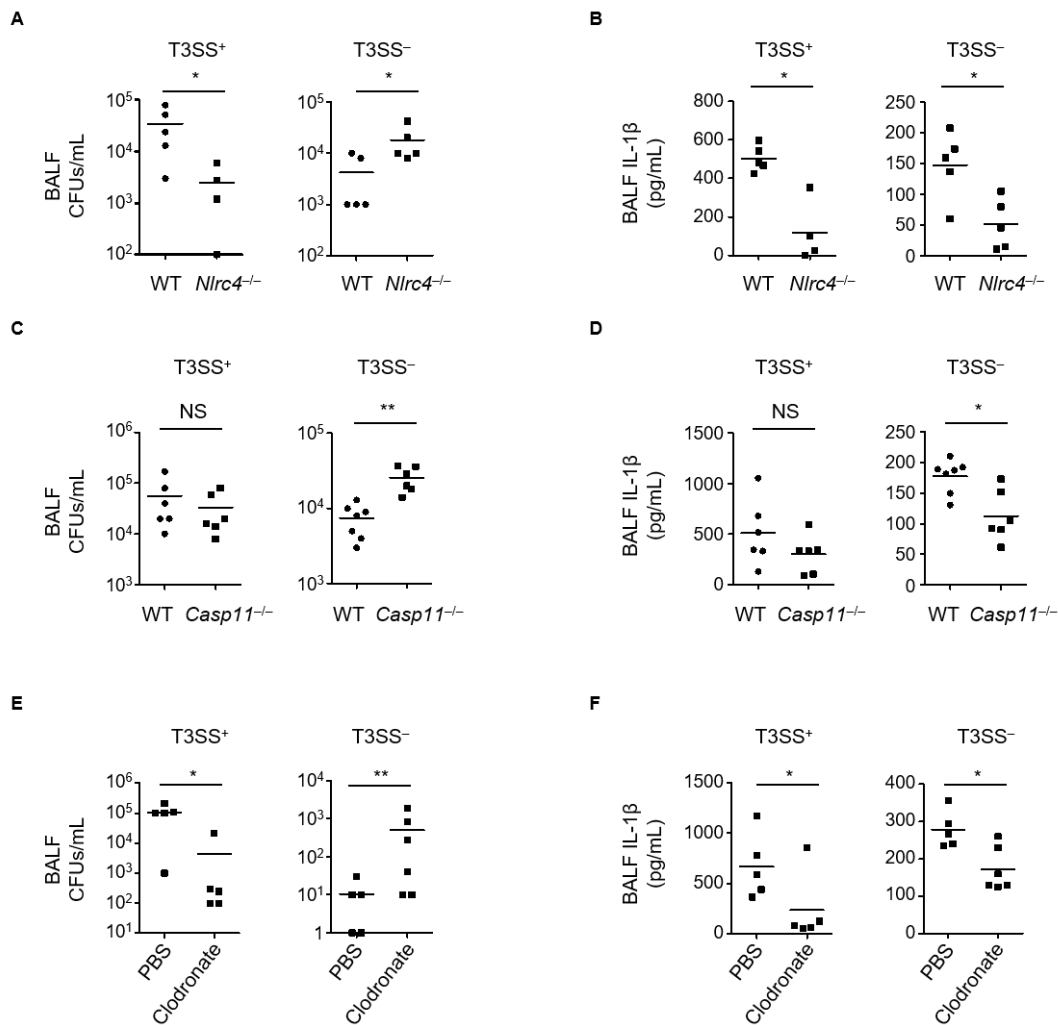 A
T3SS⁺
*
BALF
CFUs/mL
10⁵
10⁴
10³
10²
WT Nlrc4⁻/⁻
T3SS⁻
*
10⁵
10⁴
10³
10²
WT Nlrc4⁻/⁻
B
T3SS⁺
*
BALF IL-1β
(pg/mL)
800
600
400
200
0
WT Nlrc4⁻/⁻
T3SS⁻
*
250
200
150
100
50
0
WT Nlrc4⁻/⁻
C
T3SS⁺
NS
BALF
CFUs/mL
10⁶
10⁵
10⁴
10³
WT Casp11⁻/⁻
T3SS⁻
**
10⁵
10⁴
10³
WT Casp11⁻/⁻
D
T3SS⁺
NS
BALF IL-1β
(pg/mL)
1500
1000
500
0
WT Casp11⁻/⁻
T3SS⁻
*
250
200
150
100
50
0
WT Casp11⁻/⁻
E
T3SS⁺
*
BALF
CFUs/mL
10⁶
10⁵
10⁴
10³
10²
10¹
PBS
Clodronate
T3SS⁻
**
10⁴
10³
10²
10¹
1
PBS
Clodronate
F
T3SS⁺
*
BALF IL-1β
(pg/mL)
1500
1000
500
0
PBS
Clodronate
T3SS⁻
*
400
300
200
100
0
PBS
Clodronate